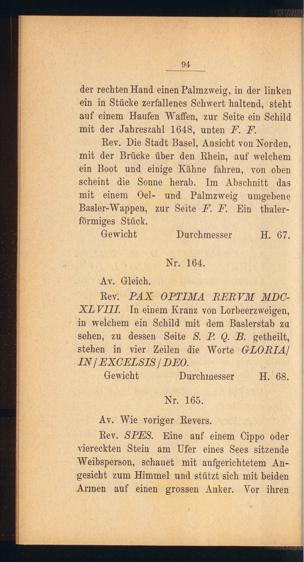 94
der rechten Hand einen Palmzweig, in der linken
ein in Stücke zerfallenes Schwert haltend, steht
auf einem Haufen Waffen, zur Seite ein Schild
mit der Jahreszahl 1648, unten F. F.
Rev. Die Stadt Basel, Ansicht von Norden,
mit der Brücke über den Rhein, auf welchem
ein Boot und einige Kähne fahren, von oben
scheint die Sonne herab. Im Abschnitt das
mit einem Oel- und Palmzweig umgebene
Basler-Wappen, zur Seite F. F. Ein thaler-
förmiges Stück.
Gewicht Durchmesser H. 67.
Nr. 164.
Av. Gleich.
Rev. PAX OPTIMA RERVM MDC-
XLVIII. In einem Kranz von Lorbeerzweigen,
in welchem ein Schild mit dem Baslerstab zu
sehen, zu dessen Seite S. P. Q. B. getheilt,
stehen in vier Zeilen die Worte GLORIA/
IN/EXCELSIS/DEO.
Gewicht Durchmesser H. 68.
Nr. 165.
Av. Wie voriger Revers.
Rev. SPES. Eine auf einem Cippo oder
viereckten Stein am Ufer eines Sees sitzende
Weibsperson, schauet mit aufgerichtetem An-
gesicht zum Himmel und stützt sich mit beiden
Armen auf einen grossen Anker. Vor ihren